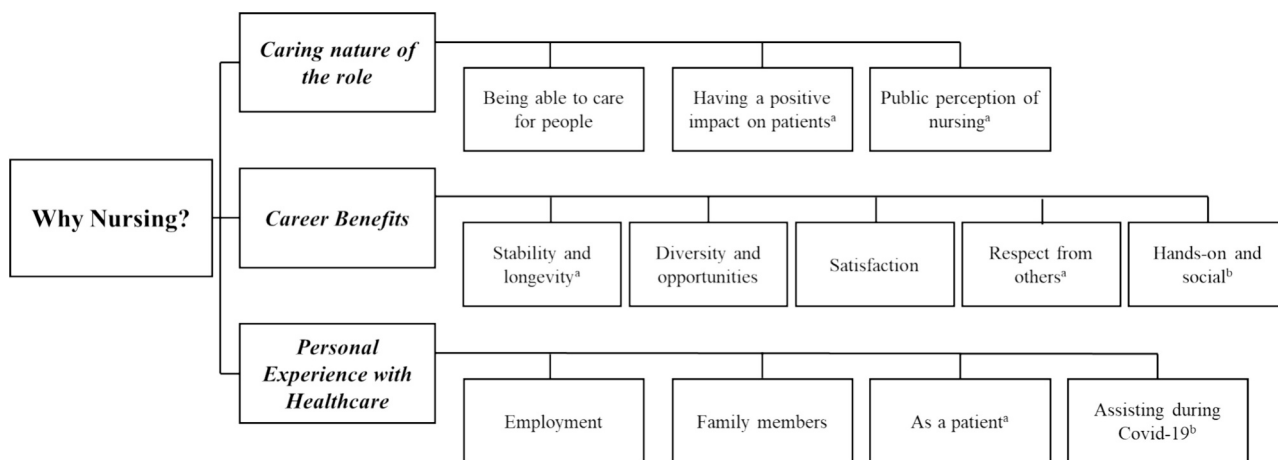 Why Nursing?
Caring nature of
the role
Being able to care
for people
Having a positive
impact on patientsᵃ
Public perception of
nursingᵃ
Career Benefits
Stability and
longevityᵃ
Diversity and
opportunities
Satisfaction
Respect from
othersᵃ
Hands-on and
socialᵇ
Personal
Experience with
Healthcare
Employment
Family members
As a patientᵃ
Assisting during
Covid-19ᵇ